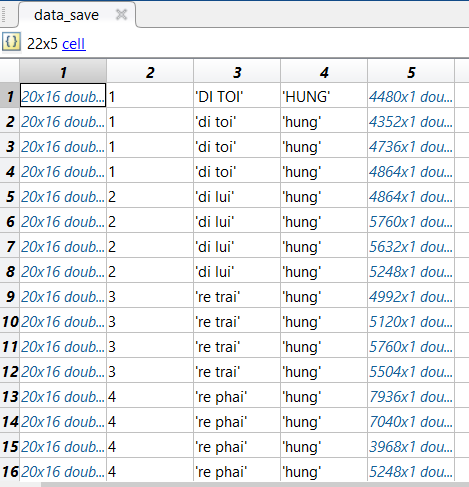 data_save
22x5 cell
1 2 3 4 5
1 20x16 doub... 1 'DI TOI' 'HUNG' 4480x1 dou...
2 20x16 doub... 1 'di toi' 'hung' 4352x1 dou...
3 20x16 doub... 1 'di toi' 'hung' 4736x1 dou...
4 20x16 doub... 1 'di toi' 'hung' 4864x1 dou...
5 20x16 doub... 2 'di lui' 'hung' 4864x1 dou...
6 20x16 doub... 2 'di lui' 'hung' 5760x1 dou...
7 20x16 doub... 2 'di lui' 'hung' 5632x1 dou...
8 20x16 doub... 2 'di lui' 'hung' 5248x1 dou...
9 20x16 doub... 3 're trai' 'hung' 4992x1 dou...
10 20x16 doub... 3 're trai' 'hung' 5120x1 dou...
11 20x16 doub... 3 're trai' 'hung' 5760x1 dou...
12 20x16 doub... 3 're trai' 'hung' 5504x1 dou...
13 20x16 doub... 4 're phai' 'hung' 7936x1 dou...
14 20x16 doub... 4 're phai' 'hung' 7040x1 dou...
15 20x16 doub... 4 're phai' 'hung' 3968x1 dou...
16 20x16 doub... 4 're phai' 'hung' 5248x1 dou...